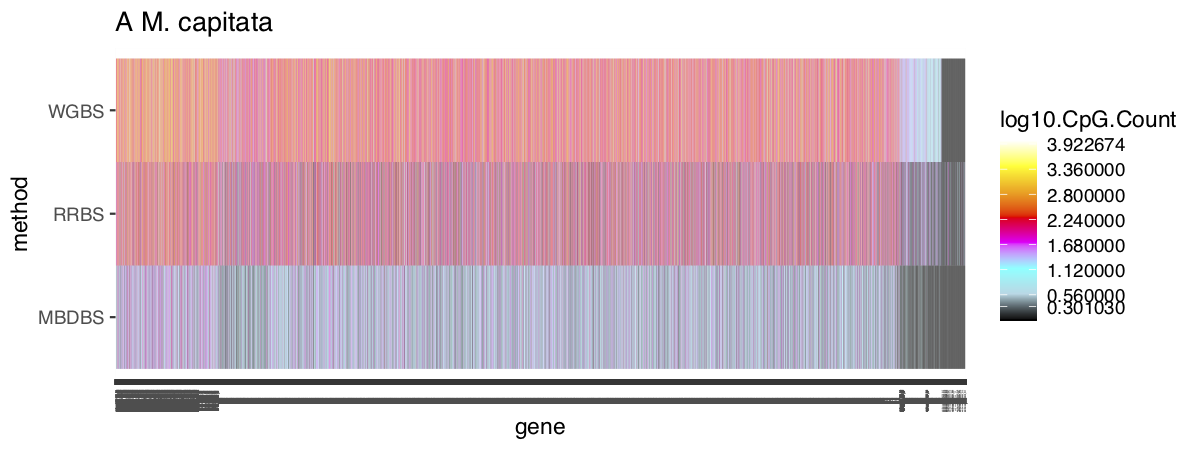 A M. capitata
WGBS
RRBS
MBDBS
method
gene
log10.CpG.Count
3.922674
3.360000
2.800000
2.240000
1.680000
1.120000
0.560000
0.301030